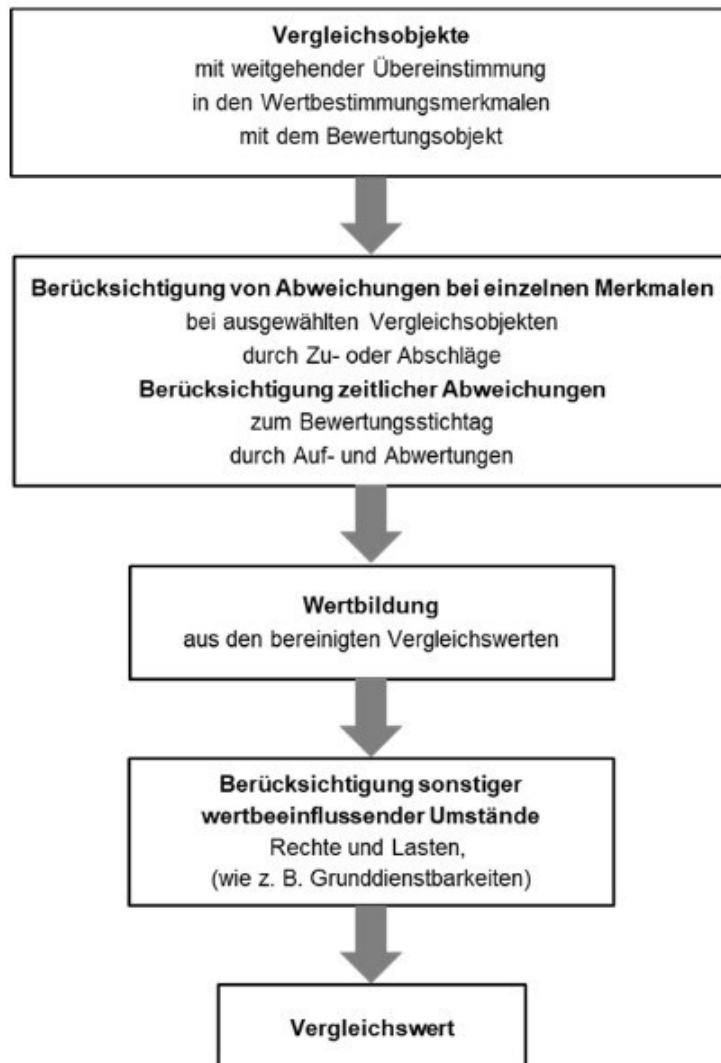 Vergleichsobjekte
mit weitgehender Übereinstimmung
in den Wertbestimmungsmerkmalen
mit dem Bewertungsobjekt
Berücksichtigung von Abweichungen bei einzelnen Merkmalen
bei ausgewählten Vergleichsobjekten
durch Zu- oder Abschläge
Berücksichtigung zeitlicher Abweichungen
zum Bewertungsstichtag
durch Auf- und Abwertungen
Wertbildung
aus den bereinigten Vergleichswerten
Berücksichtigung sonstiger
wertbeeinflussender Umstände
Rechte und Lasten,
(wie z. B. Grunddienstbarkeiten)
Vergleichswert